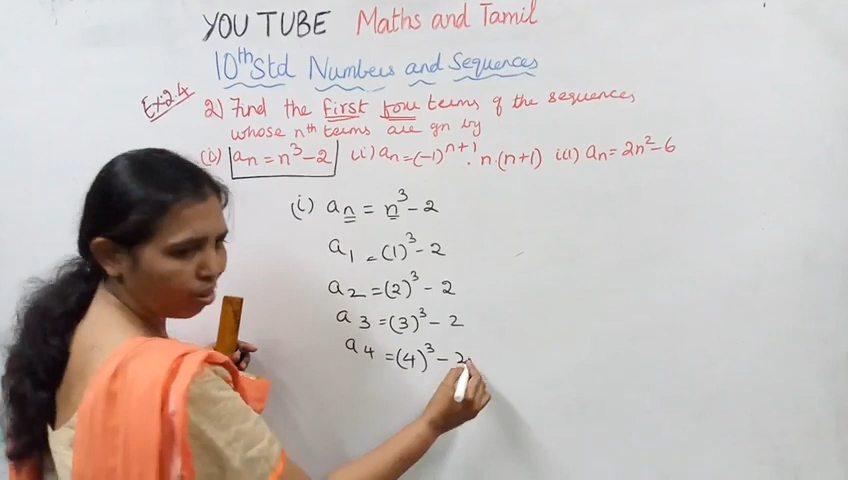 YOU TUBE Maths and Tamil
10th Std Numbers and Sequences
Ex:2.4
2) Find the first four terms of the sequences
whose nth terms are gn by
(i) an = n³ - 2 (ii) an = (-1)ⁿ⁺¹ . n.(n+1) iii) an = 2n² - 6
(i) an = n³ - 2
a1 = (1)³ - 2
a2 = (2)³ - 2
a3 = (3)³ - 2
a4 = (4)³ - 2